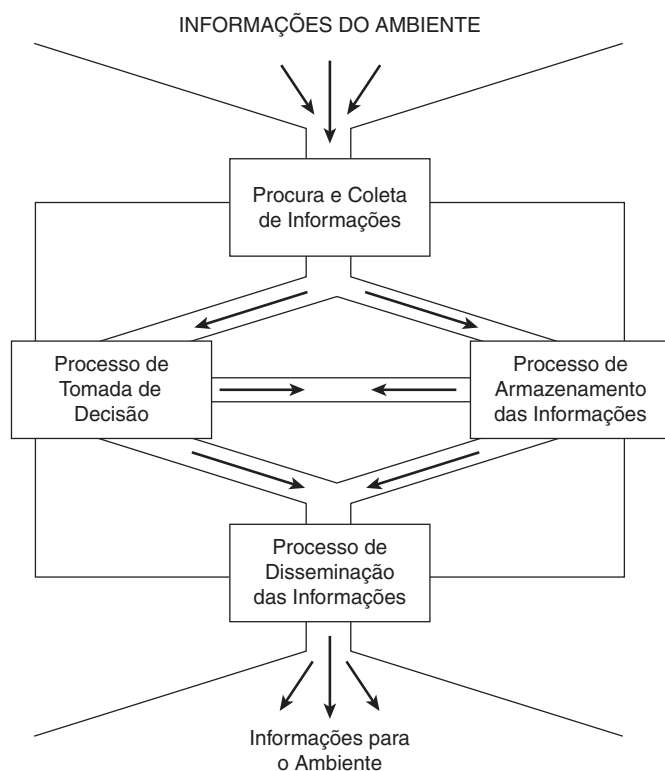 INFORMAÇÕES DO AMBIENTE
Procura e Coleta
de Informações
Processo de
Tomada de
Decisão
Processo de
Armazenamento
das Informações
Processo de
Disseminação
das Informações
Informações para
o Ambiente